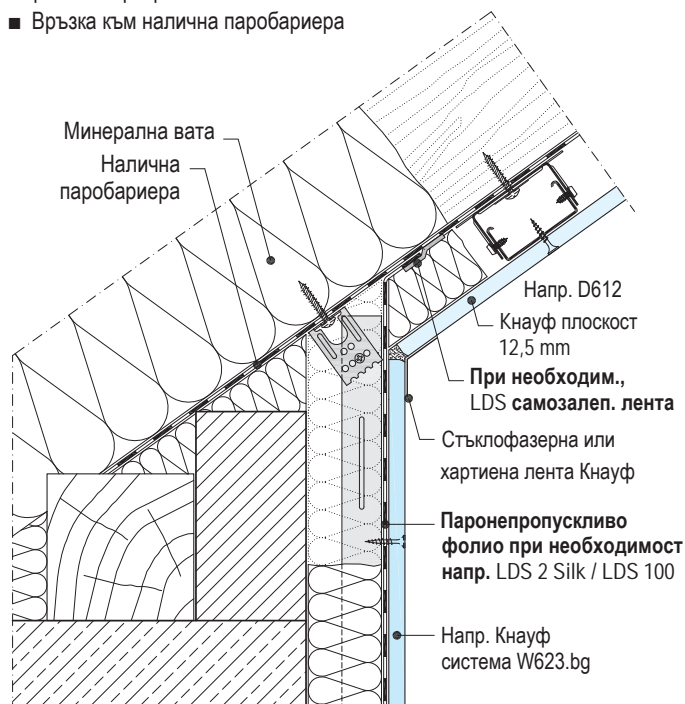 ■ Връзка към налична паробариера
Минерална вата
Налична
паробариера
Напр. D612
Кнауф плоскост
12,5 mm
При необходим.,
LDS самозалеп. лента
Стъклофазерна или
хартиена лента Кнауф
Паронепропускливо
фолио при необходимост
напр. LDS 2 Silk / LDS 100
Напр. Кнауф
система W623.bg